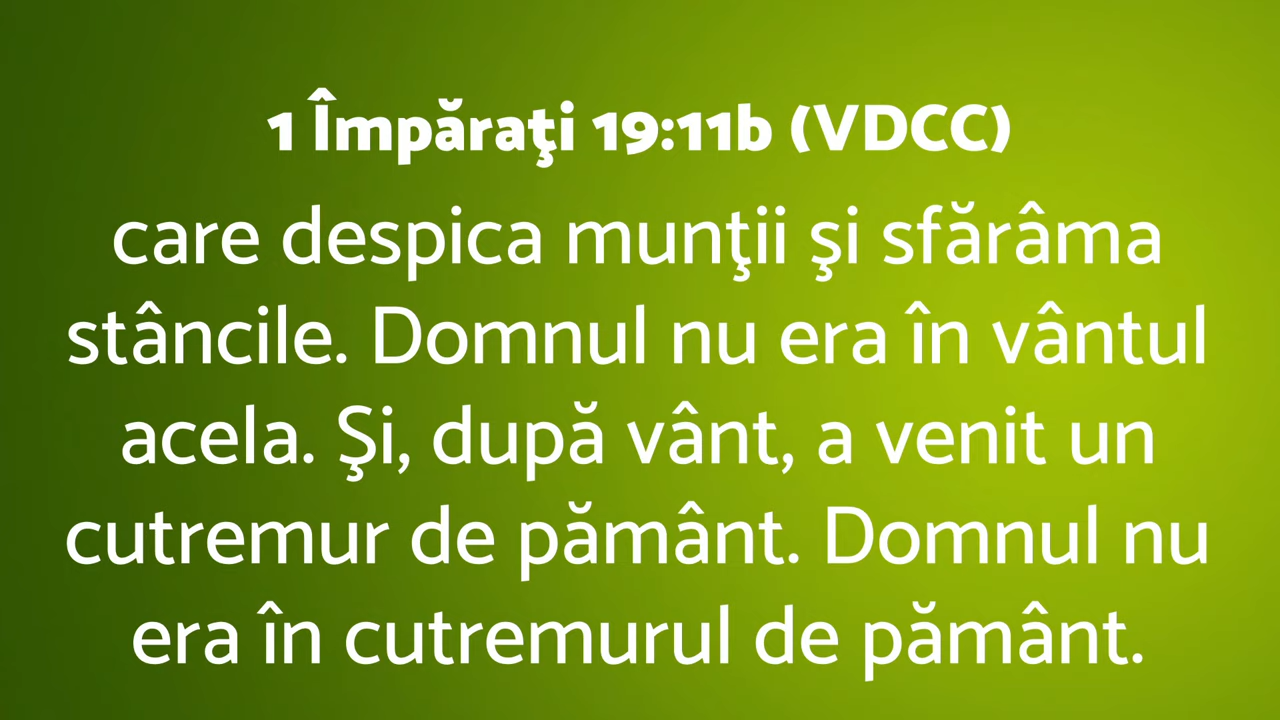 1 Împăraţi 19:11b (VDCC)
care despica munţii şi sfărâma
stâncile. Domnul nu era în vântul
acela. Şi, după vânt, a venit un
cutremur de pământ. Domnul nu
era în cutremurul de pământ.